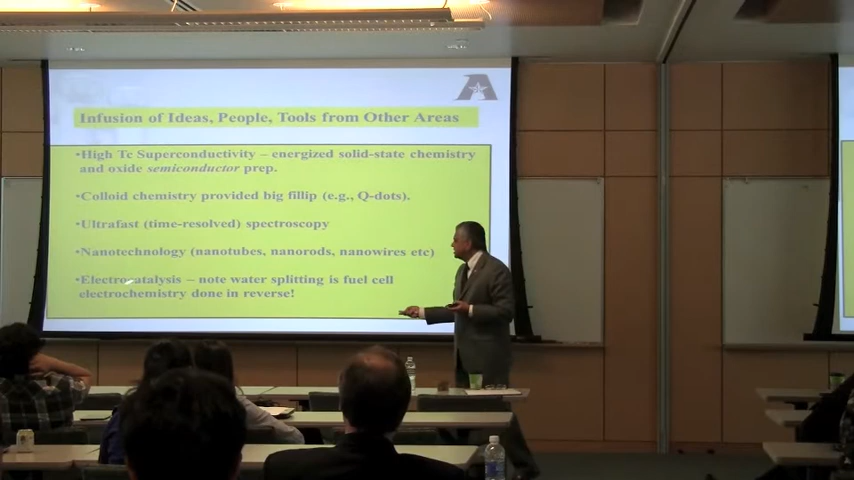 Infusion of Ideas, People, Tools from Other Areas
•High Tc Superconductivity – energized solid-state chemistry
and oxide semiconductor prep.
•Colloid chemistry provided big fillip (e.g., Q-dots).
•Ultrafast (time-resolved) spectroscopy
•Nanotechnology (nanotubes, nanorods, nanowires etc)
•Electrocatalysis – note water splitting is fuel cell
electrochemistry done in reverse!